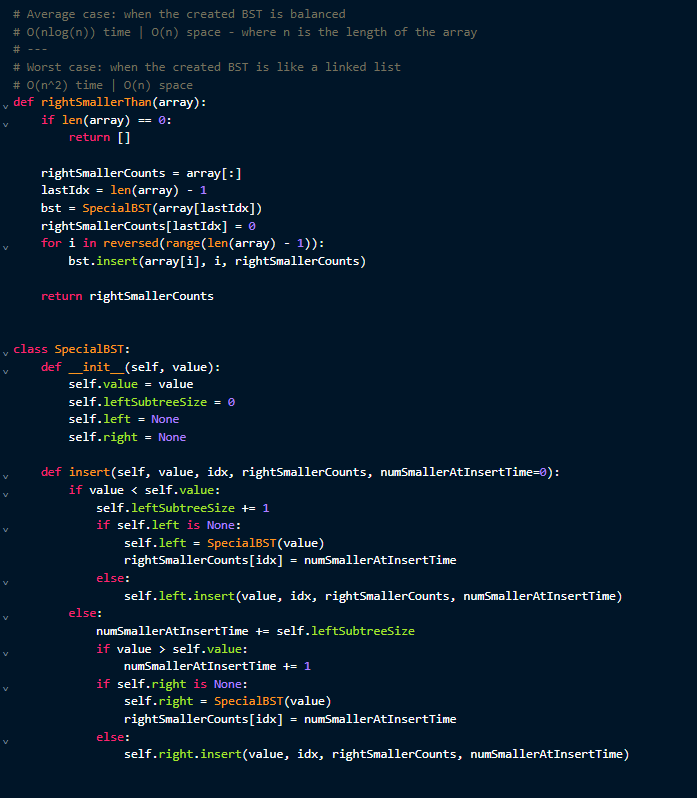 # Average case: when the created BST is balanced
# O(nlog(n)) time | O(n) space - where n is the length of the array
# ---
# Worst case: when the created BST is like a linked list
# O(n^2) time | O(n) space
def rightSmallerThan(array):
    if len(array) == 0:
        return []

    rightSmallerCounts = array[:]
    lastIdx = len(array) - 1
    bst = SpecialBST(array[lastIdx])
    rightSmallerCounts[lastIdx] = 0
    for i in reversed(range(len(array) - 1)):
        bst.insert(array[i], i, rightSmallerCounts)

    return rightSmallerCounts


class SpecialBST:
    def __init__(self, value):
        self.value = value
        self.leftSubtreeSize = 0
        self.left = None
        self.right = None

    def insert(self, value, idx, rightSmallerCounts, numSmallerAtInsertTime=0):
        if value < self.value:
            self.leftSubtreeSize += 1
            if self.left is None:
                self.left = SpecialBST(value)
                rightSmallerCounts[idx] = numSmallerAtInsertTime
            else:
                self.left.insert(value, idx, rightSmallerCounts, numSmallerAtInsertTime)
        else:
            numSmallerAtInsertTime += self.leftSubtreeSize
            if value > self.value:
                numSmallerAtInsertTime += 1
            if self.right is None:
                self.right = SpecialBST(value)
                rightSmallerCounts[idx] = numSmallerAtInsertTime
            else:
                self.right.insert(value, idx, rightSmallerCounts, numSmallerAtInsertTime)